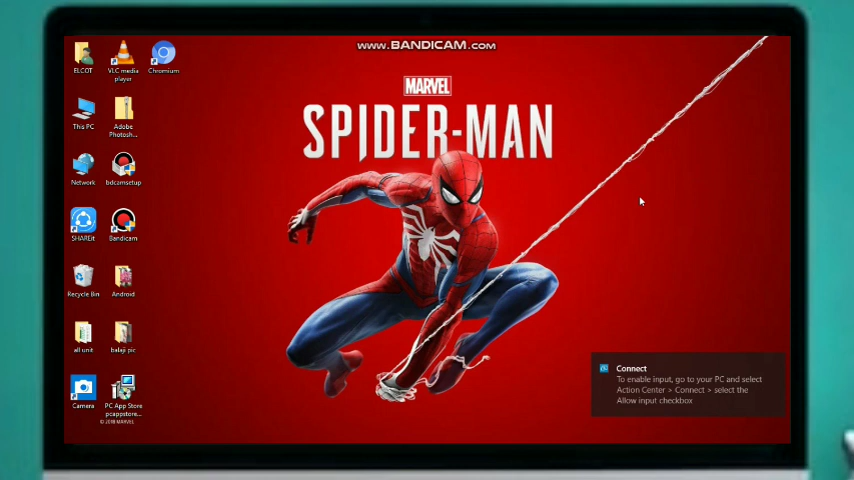 www.BANDICAM.com
MARVEL
SPIDER-MAN
ELCOT
VLC media
player
Chromium
This PC
Adobe
Photosh...
Network
bdcamsetup
SHAREit
Bandicam
Recycle Bin
Android
all unit
balaji pic
Camera
PC App Store
pcappstore...
© 2018 MARVEL
Connect
To enable input, go to your PC and select
Action Center > Connect > select the
Allow input checkbox